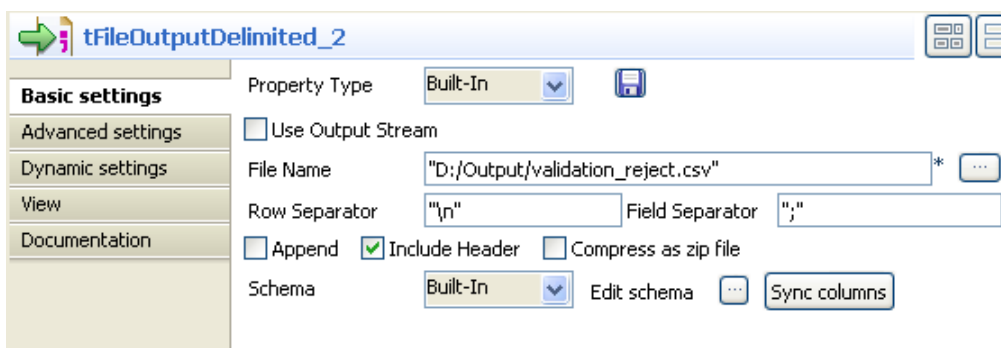 tFileOutputDelimited_2
Basic settings
Advanced settings
Dynamic settings
View
Documentation
Property Type Built-In
Use Output Stream
File Name "D:/Output/validation_reject.csv" * ...
Row Separator "\n" Field Separator ";"
Append Include Header Compress as zip file
Schema Built-In Edit schema ... Sync columns